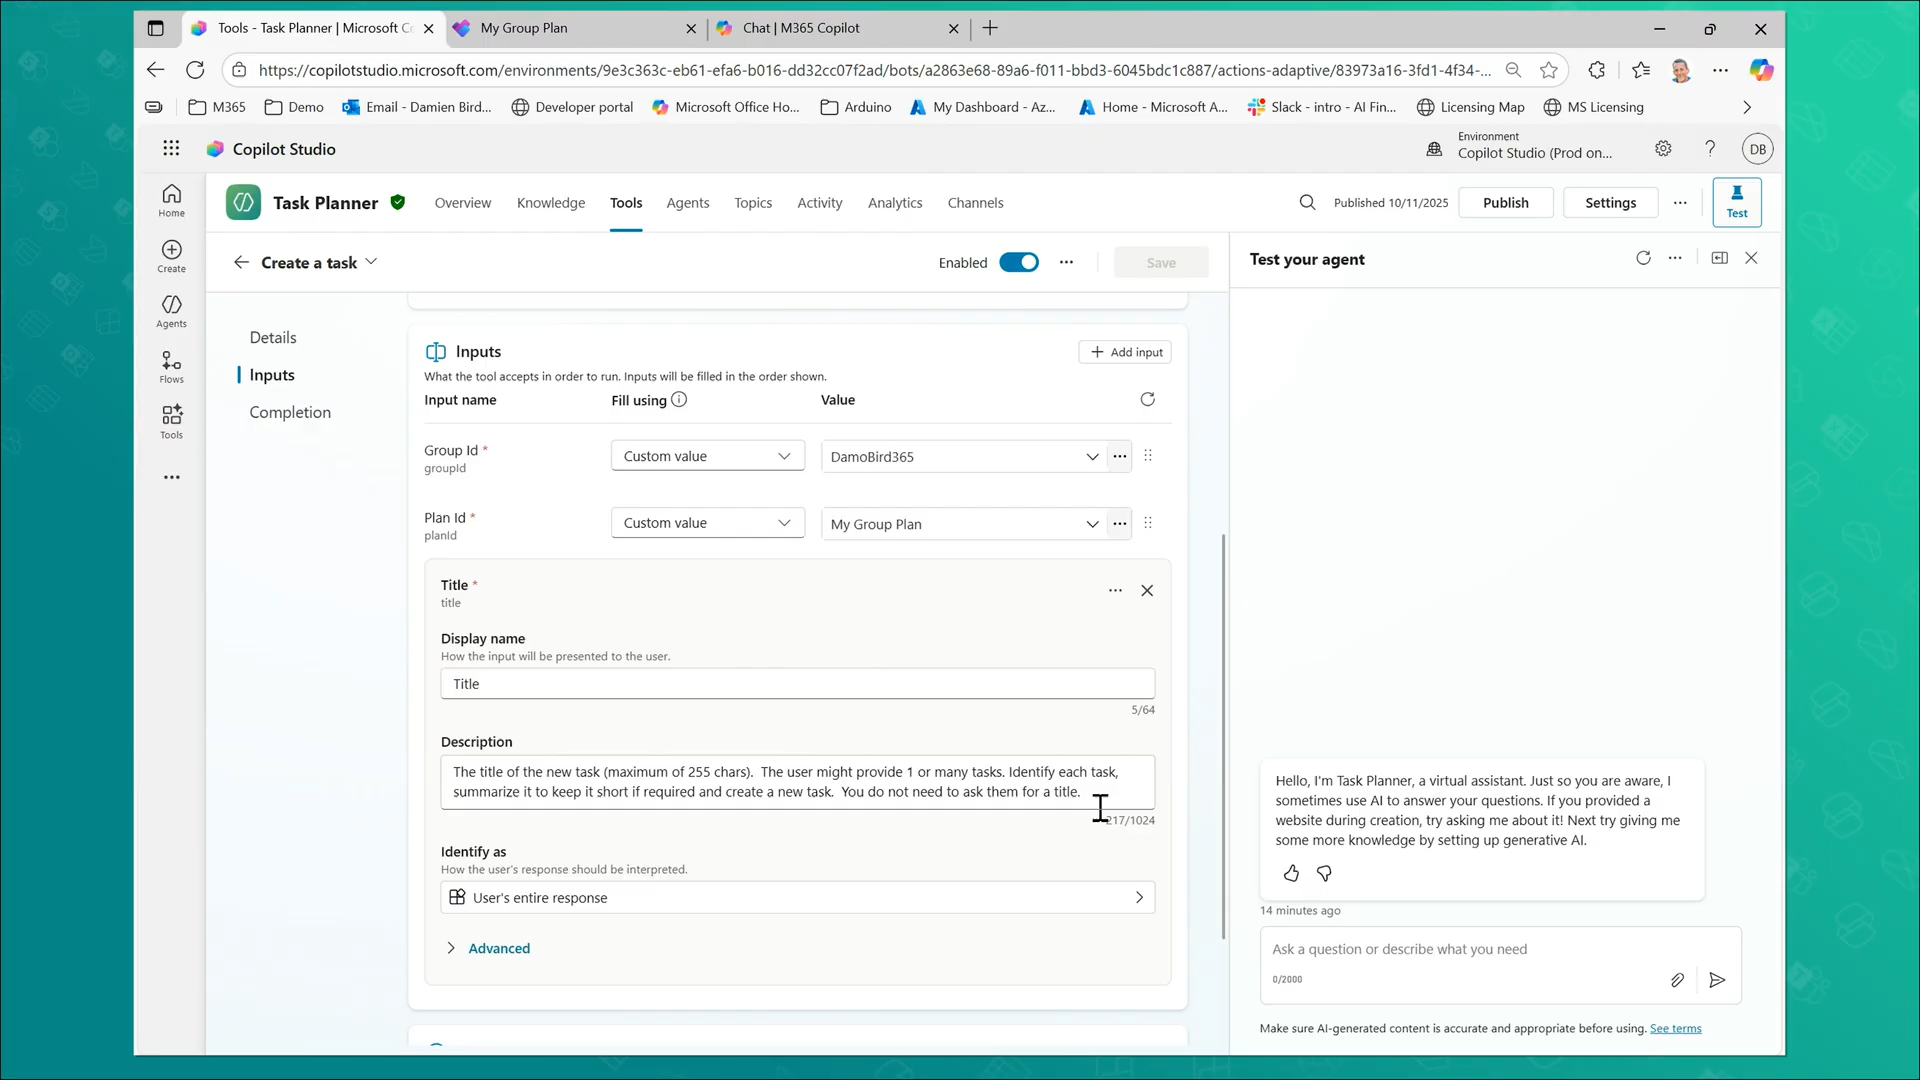 Tools - Task Planner | Microsoft Co
My Group Plan
Chat | M365 Copilot
https://copilotstudio.microsoft.com/environments/9e3c363c-eb61-efa6-b016-dd32cc07f2ad/bots/a2863e68-89a6-f011-bbd3-6045bdc1c887/actions-adaptive/83973a16-3fd1-4f34-...
M365
Demo
Email - Damien Bird...
Developer portal
Microsoft Office Ho...
Arduino
My Dashboard - Az...
Home - Microsoft A...
Slack - intro - AI Fin...
Licensing Map
MS Licensing
Copilot Studio
Environment
Copilot Studio (Prod on...
DB
Home
Create
Agents
Flows
Tools
Task Planner
Overview
Knowledge
Tools
Agents
Topics
Activity
Analytics
Channels
Published 10/11/2025
Publish
Settings
Test
Create a task
Enabled
Save
Details
Inputs
Completion
Inputs
Add input
What the tool accepts in order to run. Inputs will be filled in the order shown.
Input name
Fill using
Value
Group Id *
groupId
Custom value
DamoBird365
Plan Id *
planId
Custom value
My Group Plan
Title *
title
Display name
How the input will be presented to the user.
Title
5/64
Description
The title of the new task (maximum of 255 chars).  The user might provide 1 or many tasks. Identify each task,
summarize it to keep it short if required and create a new task.  You do not need to ask them for a title.
217/1024
Identify as
How the user's response should be interpreted.
User's entire response
Advanced
Test your agent
Hello, I'm Task Planner, a virtual assistant. Just so you are aware, I
sometimes use AI to answer your questions. If you provided a
website during creation, try asking me about it! Next try giving me
some more knowledge by setting up generative AI.
14 minutes ago
Ask a question or describe what you need
0/2000
Make sure AI-generated content is accurate and appropriate before using. See terms